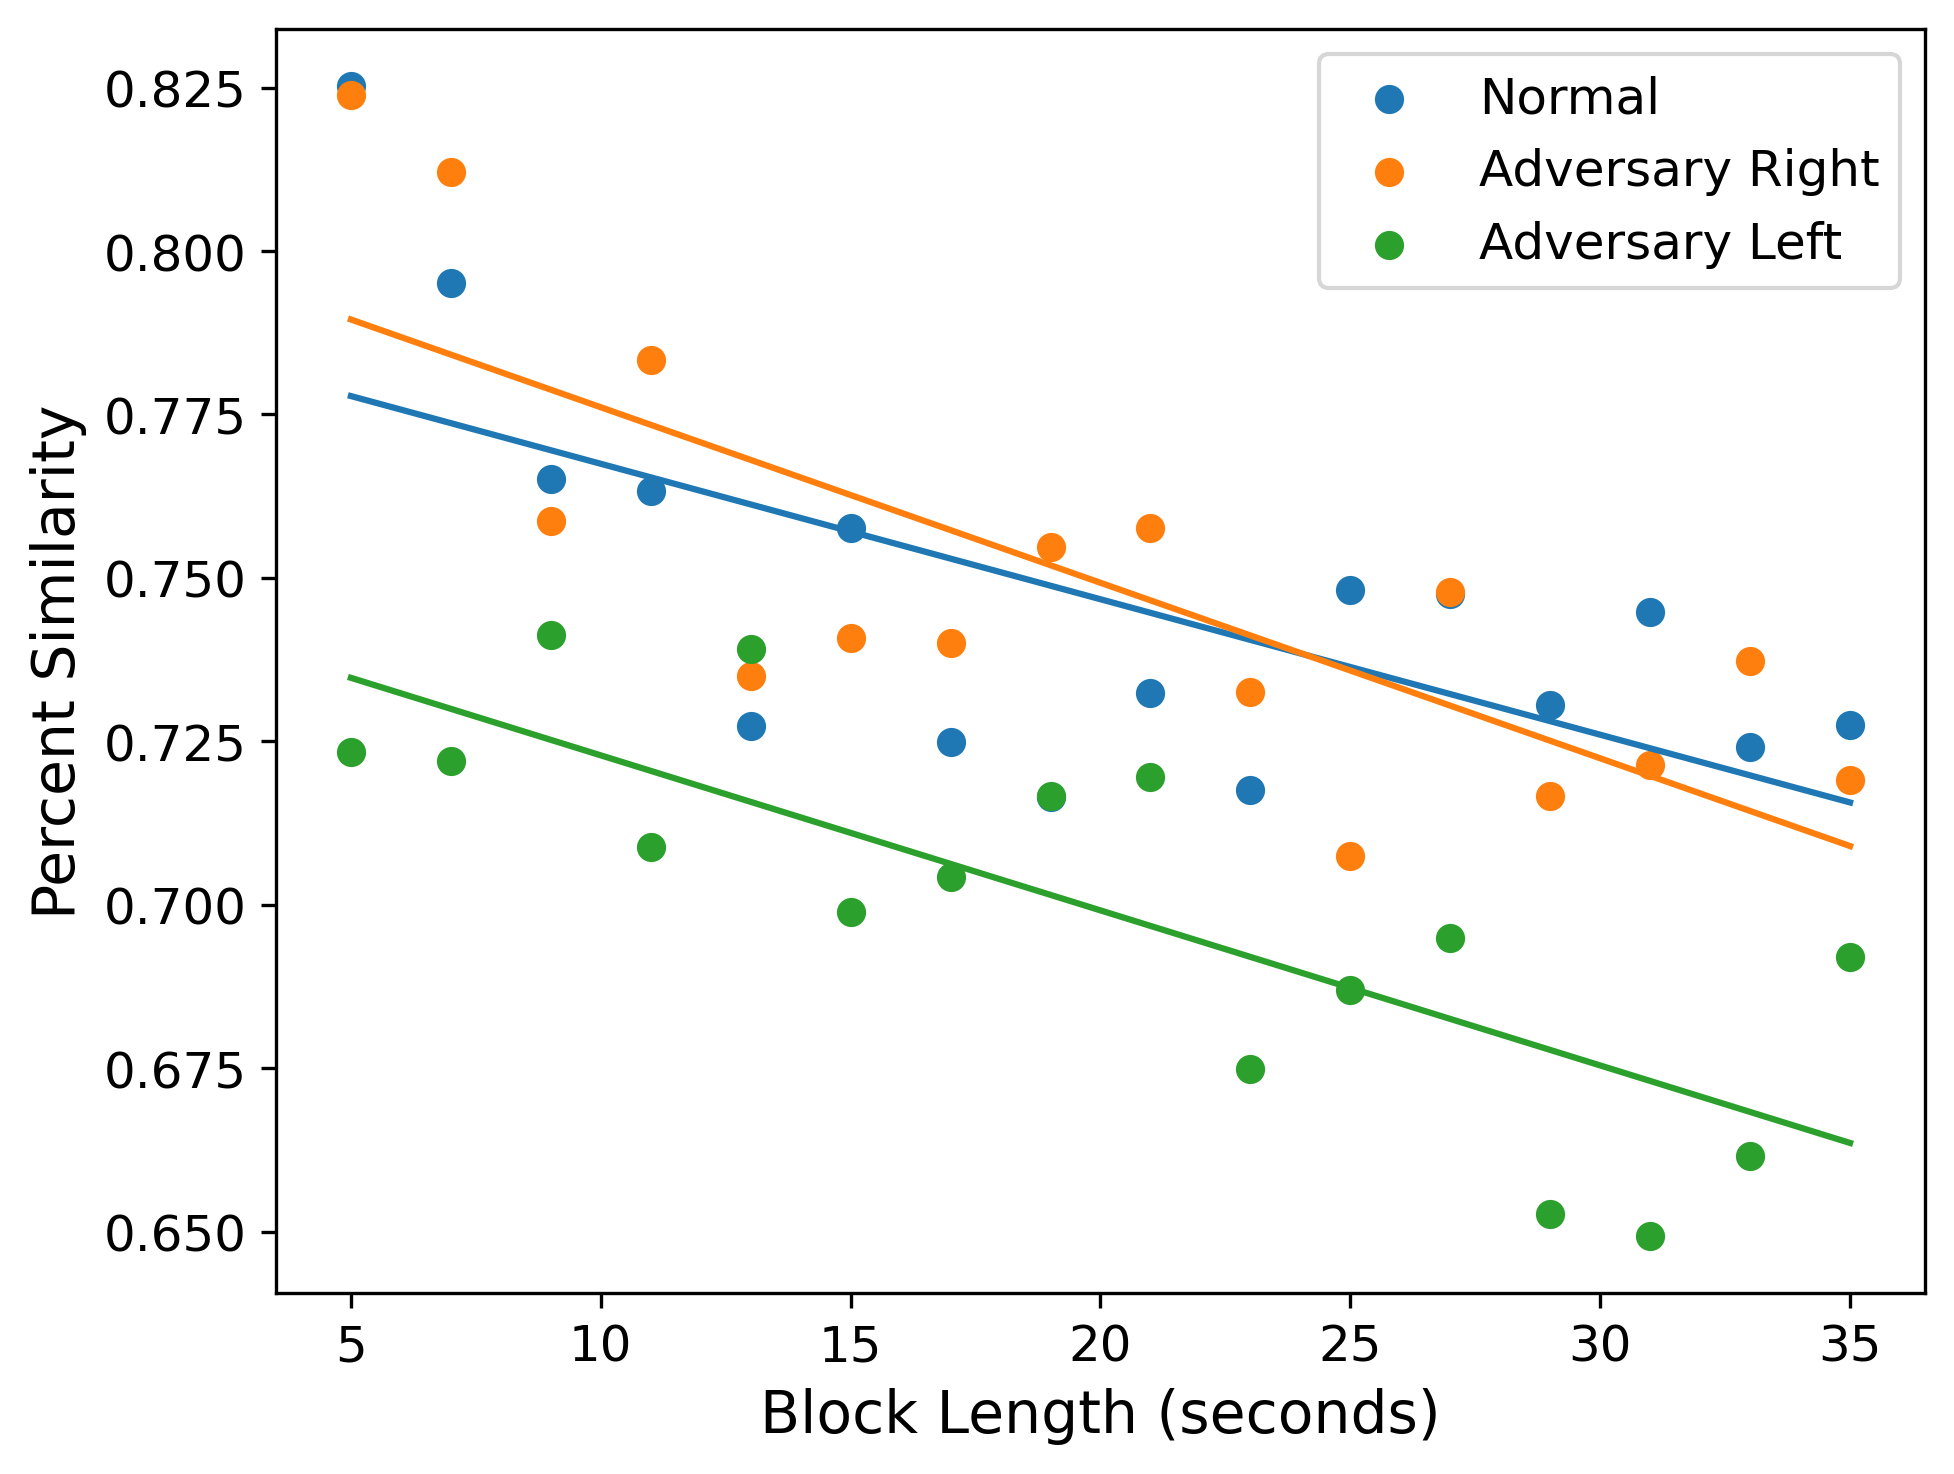 Normal
Adversary Right
Adversary Left
0.825
0.800
0.775
0.750
0.725
0.700
0.675
0.650
Percent Similarity
5 10 15 20 25 30 35
Block Length (seconds)